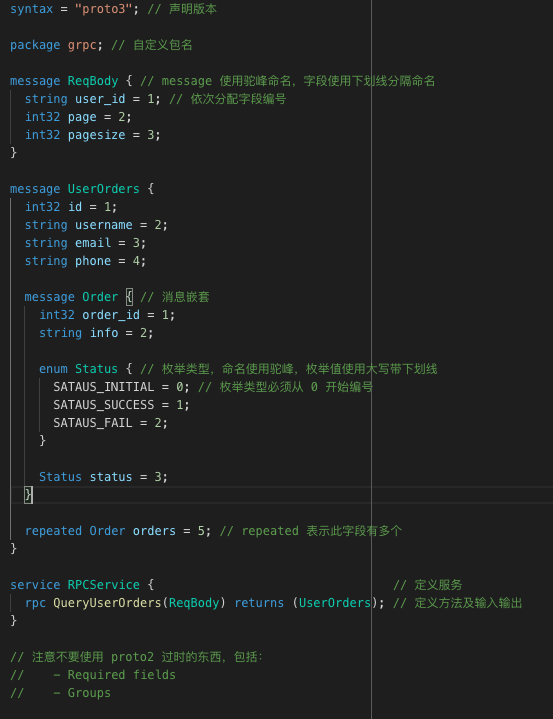 syntax = "proto3"; // 声明版本
package grpc; // 自定义包名
message ReqBody { // message 使用驼峰命名，字段使用下划线分隔命名
string user_id = 1; // 依次分配字段编号
int32 page = 2;
int32 pagesize = 3;
}
message UserOrders {
int32 id = 1;
string username = 2;
string email = 3;
string phone = 4;
message Order { // 消息嵌套
int32 order_id = 1;
string info = 2;
enum Status { // 枚举类型，命名使用驼峰，枚举值使用大写带下划线
SATAUS_INITIAL = 0; // 枚举类型必须从 0 开始编号
SATAUS_SUCCESS = 1;
SATAUS_FAIL = 2;
}
Status status = 3;
}
repeated Order orders = 5; // repeated 表示此字段有多个
}
service RPCService { // 定义服务
rpc QueryUserOrders(ReqBody) returns (UserOrders); // 定义方法及输入输出
}
// 注意不要使用 proto2 过时的东西，包括：
// - Required fields
// - Groups